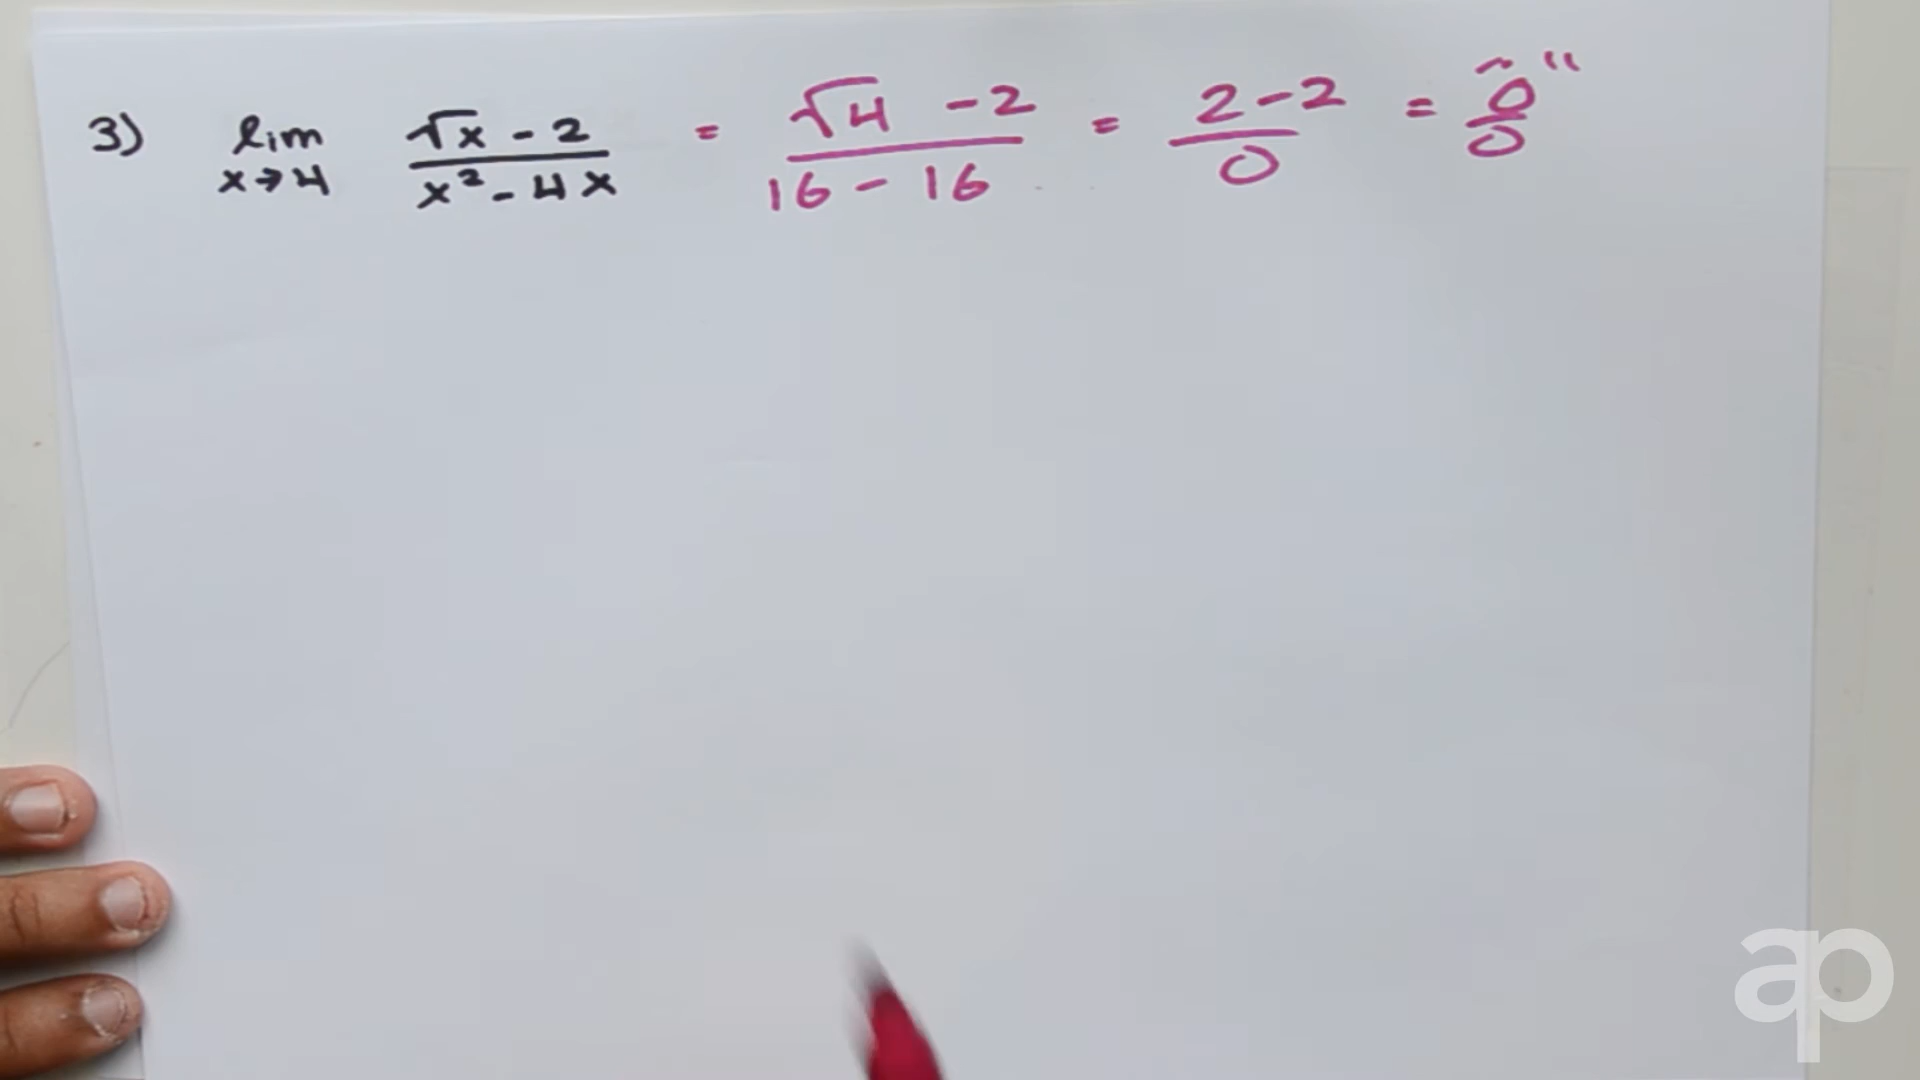 3) lim x→4 (√x - 2)/(x² - 4x) = (√4 - 2)/(16 - 16) = (2 - 2)/0 = "0/0"
ap